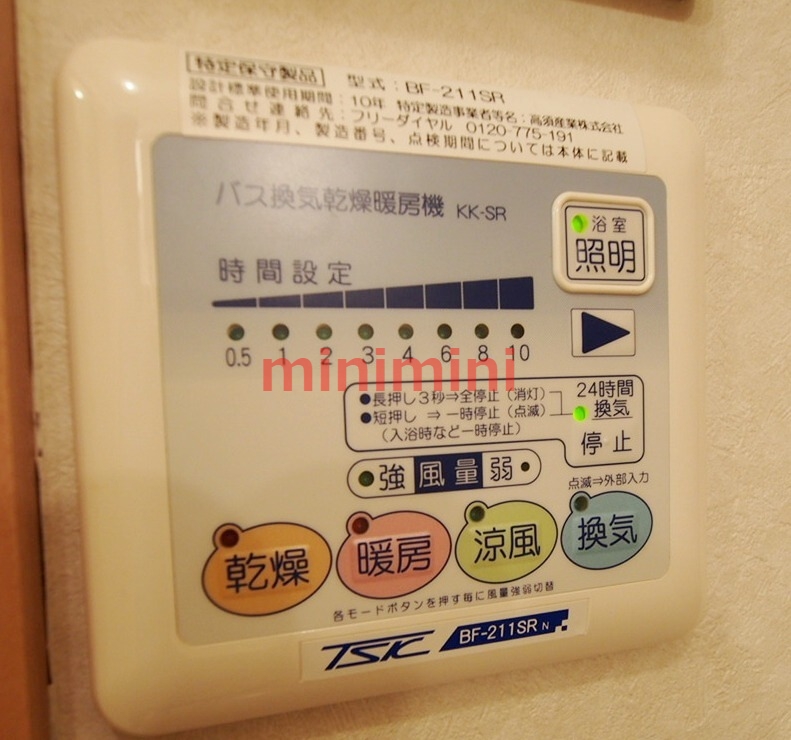 特定保守製品 型式：BF-211SR
設計標準使用期間：10年 特定製造事業者等名：高須産業株式会社
問合せ連絡先：フリーダイヤル 0120-775-191
※製造年月、製造番号、点検期間については本体に記載
バス換気乾燥暖房機 KK-SR
浴室
照明
時間設定
0.5 1 2 3 4 6 8 10
minimini
●長押し3秒⇒全停止（消灯）
●短押し ⇒一時停止（点滅）
（入浴時など一時停止）
24時間
換気
停止
強 風量 弱
点滅⇒外部入力
乾燥 暖房 涼風 換気
各モードボタンを押す毎に風量強弱切替
TSK BF-211SR N